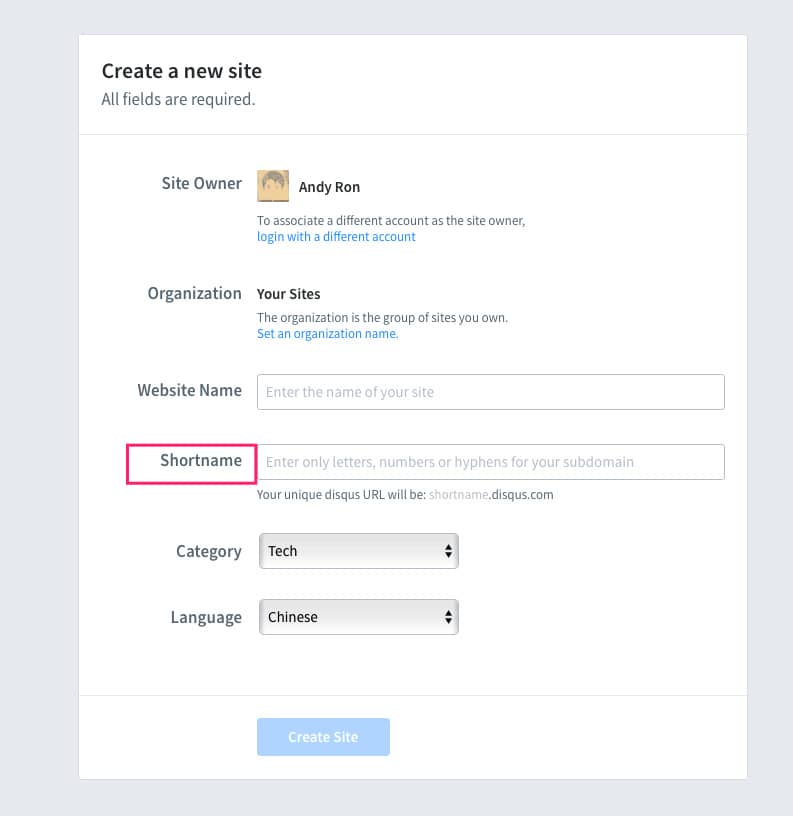 Create a new site
All fields are required.
Site Owner
Andy Ron
To associate a different account as the site owner,
login with a different account
Organization
Your Sites
The organization is the group of sites you own.
Set an organization name.
Website Name
Enter the name of your site
Shortname
Enter only letters, numbers or hyphens for your subdomain
Your unique disqus URL will be: shortname.disqus.com
Category
Tech
Language
Chinese
Create Site